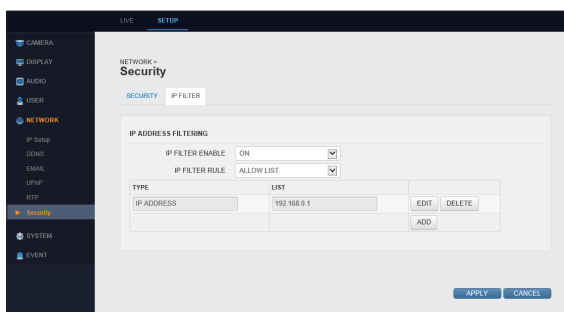 LIVE SETUP
CAMERA
DISPLAY
AUDIO
USER
NETWORK
IP Setup
DDNS
EMAIL
UPnP
RTP
Security
SYSTEM
EVENT
NETWORK >
Security
SECURITY IP FILTER
IP ADDRESS FILTERING
IP FILTER ENABLE ON
IP FILTER RULE ALLOW LIST
TYPE LIST
IP ADDRESS 192.168.0.1 EDIT DELETE
ADD
APPLY CANCEL